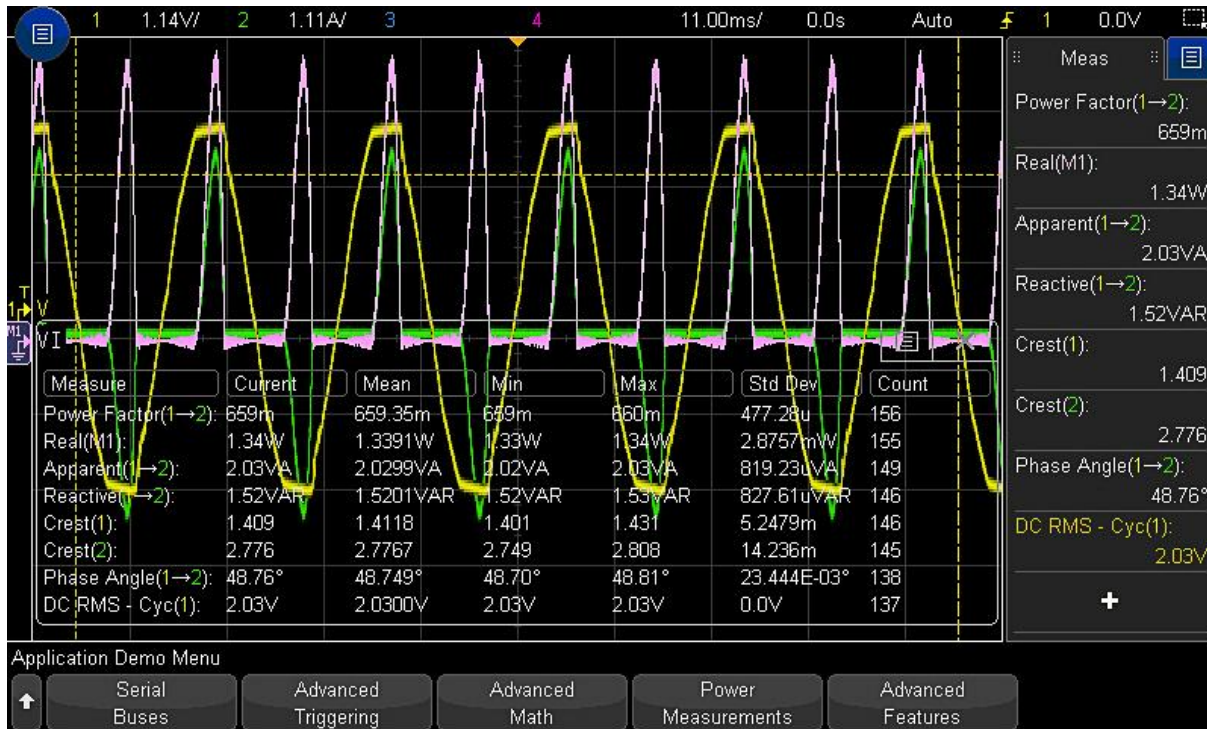 1 1.14V/ 2 1.11A/ 3 4 11.00ms/ 0.0s Auto 1 0.0V
Meas
Power Factor(1→2):
659m
Real(M1):
1.34W
Apparent(1→2):
2.03VA
Reactive(1→2):
1.52VAR
Crest(1):
1.409
Crest(2):
2.776
Phase Angle(1→2):
48.76°
DC RMS - Cyc(1):
2.03V
+
T
1 V
M1 VI
Measure Current Mean Min Max Std Dev Count
Power Factor(1→2): 659m 659.35m 659m 660m 477.28u 156
Real(M1): 1.34W 1.3391W 1.33W 1.34W 2.8757mW 155
Apparent(1→2): 2.03VA 2.0299VA 2.02VA 2.03VA 819.23uVA 149
Reactive(1→2): 1.52VAR 1.5201VAR 1.52VAR 1.53VAR 827.61uVAR 146
Crest(1): 1.409 1.4118 1.401 1.431 5.2479m 146
Crest(2): 2.776 2.7767 2.749 2.808 14.236m 145
Phase Angle(1→2): 48.76° 48.749° 48.70° 48.81° 23.444E-03° 138
DC RMS - Cyc(1): 2.03V 2.0300V 2.03V 2.03V 0.0V 137
Application Demo Menu
Serial
Buses
Advanced
Triggering
Advanced
Math
Power
Measurements
Advanced
Features